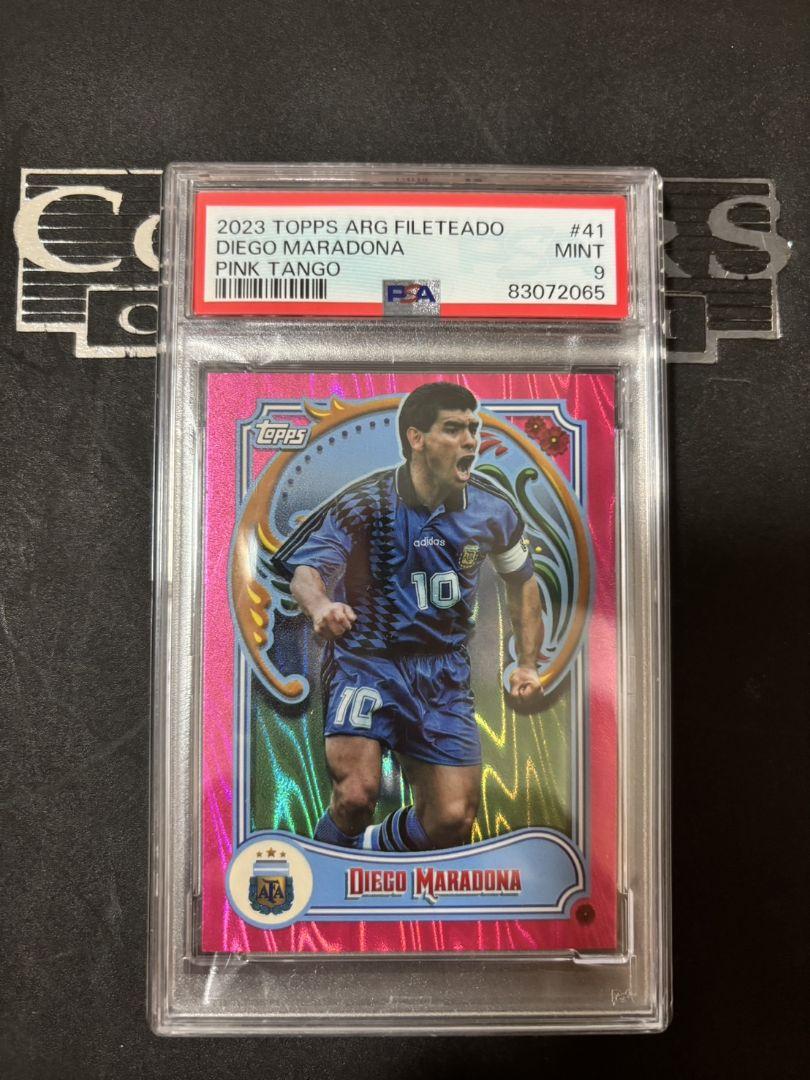 2023 TOPPS ARG FILETEADO #41
DIEGO MARADONA MINT
PINK TANGO 9
83072065
PSA
topps
adidas
10
10
AFA
DIEGO MARADONA